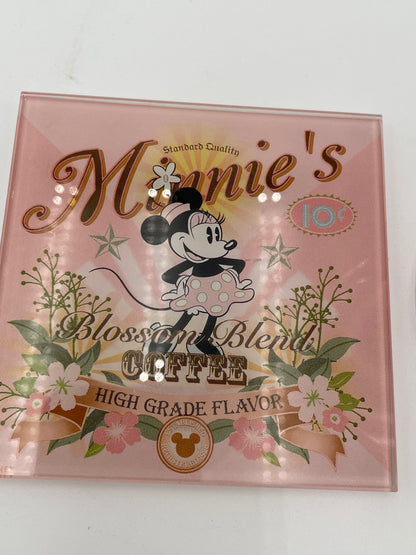 Standard Quality
Minnie's
10¢
Blossom Blend
COFFEE
HIGH GRADE FLAVOR